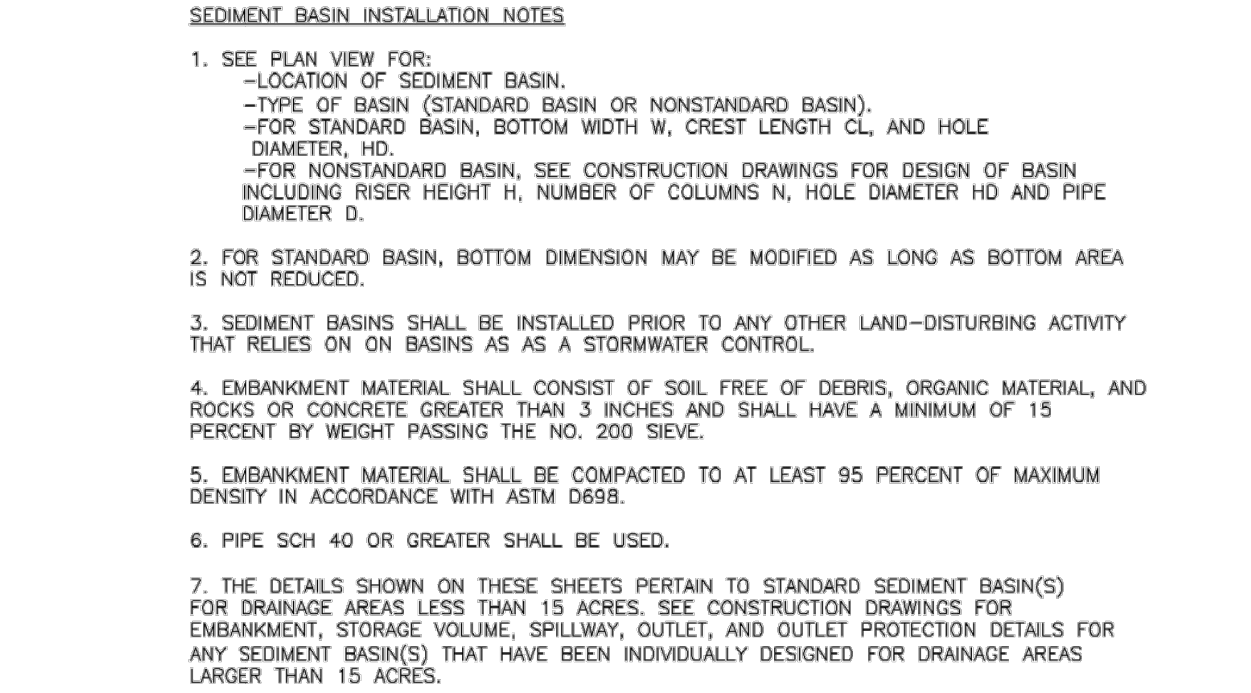 SEDIMENT BASIN INSTALLATION NOTES
1. SEE PLAN VIEW FOR:
-LOCATION OF SEDIMENT BASIN.
-TYPE OF BASIN (STANDARD BASIN OR NONSTANDARD BASIN).
-FOR STANDARD BASIN, BOTTOM WIDTH W, CREST LENGTH CL, AND HOLE
DIAMETER, HD.
-FOR NONSTANDARD BASIN, SEE CONSTRUCTION DRAWINGS FOR DESIGN OF BASIN
INCLUDING RISER HEIGHT H, NUMBER OF COLUMNS N, HOLE DIAMETER HD AND PIPE
DIAMETER D.
2. FOR STANDARD BASIN, BOTTOM DIMENSION MAY BE MODIFIED AS LONG AS BOTTOM AREA
IS NOT REDUCED.
3. SEDIMENT BASINS SHALL BE INSTALLED PRIOR TO ANY OTHER LAND-DISTURBING ACTIVITY
THAT RELIES ON ON BASINS AS AS A STORMWATER CONTROL.
4. EMBANKMENT MATERIAL SHALL CONSIST OF SOIL FREE OF DEBRIS, ORGANIC MATERIAL, AND
ROCKS OR CONCRETE GREATER THAN 3 INCHES AND SHALL HAVE A MINIMUM OF 15
PERCENT BY WEIGHT PASSING THE NO. 200 SIEVE.
5. EMBANKMENT MATERIAL SHALL BE COMPACTED TO AT LEAST 95 PERCENT OF MAXIMUM
DENSITY IN ACCORDANCE WITH ASTM D698.
6. PIPE SCH 40 OR GREATER SHALL BE USED.
7. THE DETAILS SHOWN ON THESE SHEETS PERTAIN TO STANDARD SEDIMENT BASIN(S)
FOR DRAINAGE AREAS LESS THAN 15 ACRES. SEE CONSTRUCTION DRAWINGS FOR
EMBANKMENT, STORAGE VOLUME, SPILLWAY, OUTLET, AND OUTLET PROTECTION DETAILS FOR
ANY SEDIMENT BASIN(S) THAT HAVE BEEN INDIVIDUALLY DESIGNED FOR DRAINAGE AREAS
LARGER THAN 15 ACRES.